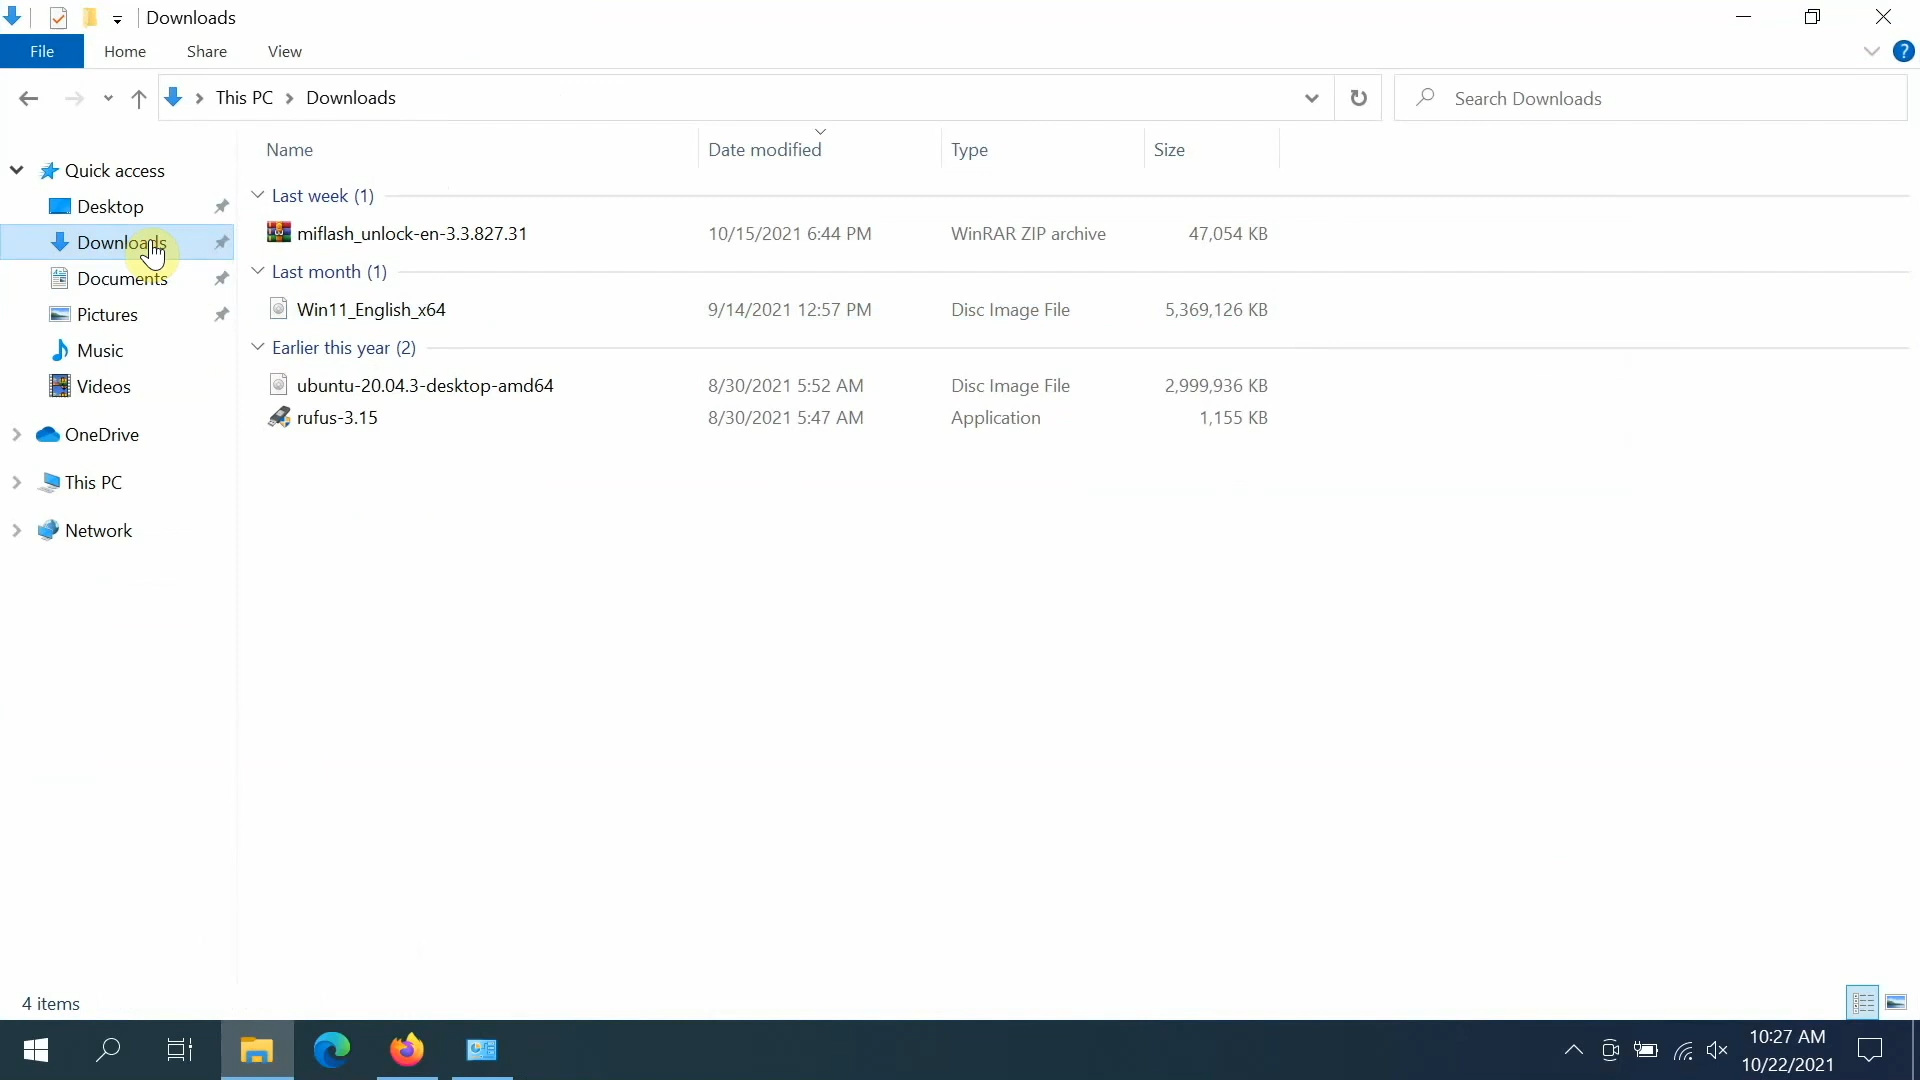 Downloads
File Home Share View ?
This PC Downloads Search Downloads
Name Date modified Type Size
Quick access
Desktop
Downloads
Documents
Pictures
Music
Videos
OneDrive
This PC
Network
Last week (1)
miflash_unlock-en-3.3.827.31 10/15/2021 6:44 PM WinRAR ZIP archive 47,054 KB
Last month (1)
Win11_English_x64 9/14/2021 12:57 PM Disc Image File 5,369,126 KB
Earlier this year (2)
ubuntu-20.04.3-desktop-amd64 8/30/2021 5:52 AM Disc Image File 2,999,936 KB
rufus-3.15 8/30/2021 5:47 AM Application 1,155 KB
4 items
10:27 AM
10/22/2021